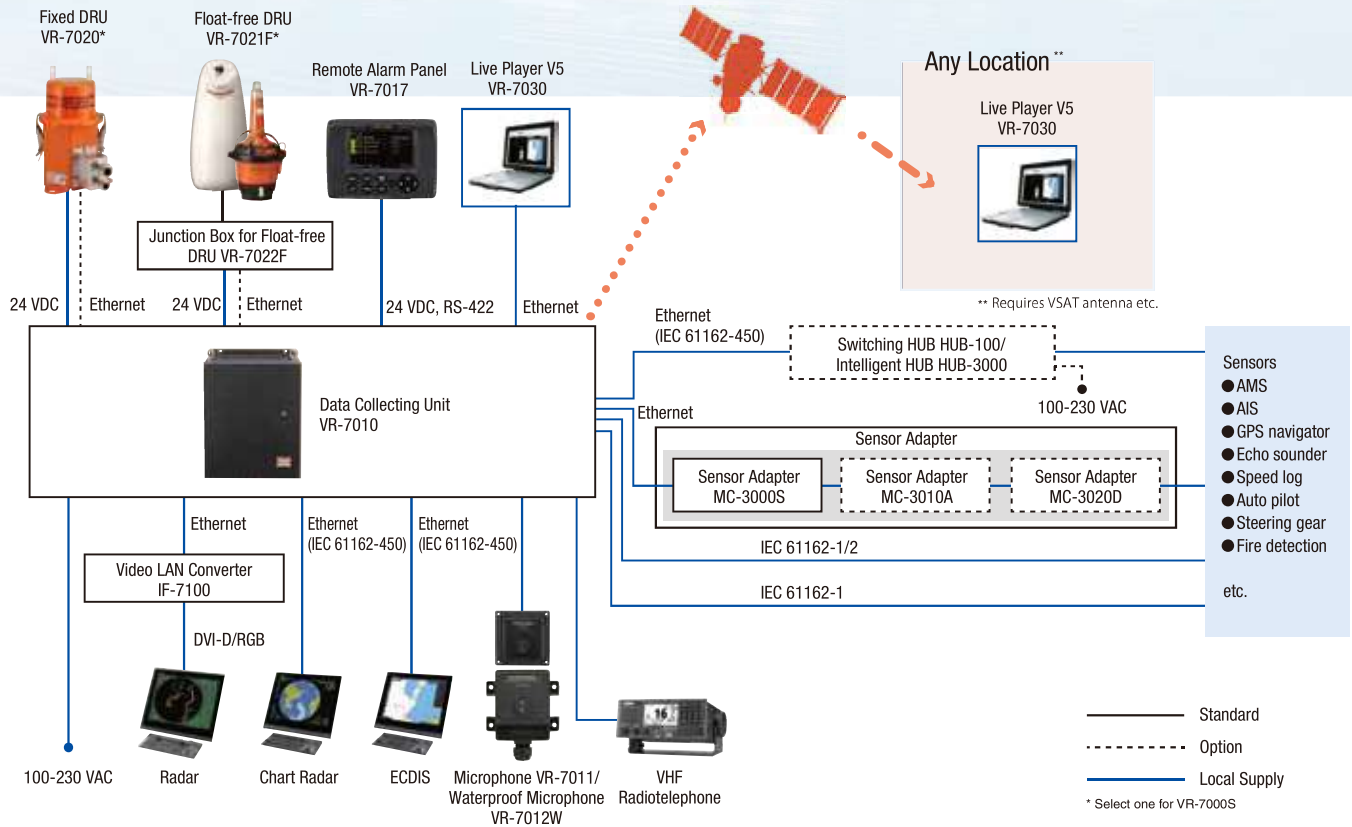 Fixed DRU
VR-7020*
Float-free DRU
VR-7021F*
Remote Alarm Panel
VR-7017
Live Player V5
VR-7030
Any Location **
Live Player V5
VR-7030
** Requires VSAT antenna etc.
Junction Box for Float-free
DRU VR-7022F
24 VDC
Ethernet
24 VDC
Ethernet
24 VDC, RS-422
Ethernet
Data Collecting Unit
VR-7010
Ethernet
(IEC 61162-450)
Switching HUB HUB-100/
Intelligent HUB HUB-3000
100-230 VAC
Ethernet
Sensor Adapter
Sensor Adapter
MC-3000S
Sensor Adapter
MC-3010A
Sensor Adapter
MC-3020D
IEC 61162-1/2
IEC 61162-1
Sensors
●AMS
●AIS
●GPS navigator
●Echo sounder
●Speed log
●Auto pilot
●Steering gear
●Fire detection
etc.
Ethernet
Ethernet
(IEC 61162-450)
Ethernet
(IEC 61162-450)
Video LAN Converter
IF-7100
DVI-D/RGB
16
100-230 VAC
Radar
Chart Radar
ECDIS
Microphone VR-7011/
Waterproof Microphone
VR-7012W
VHF
Radiotelephone
Standard
Option
Local Supply
* Select one for VR-7000S